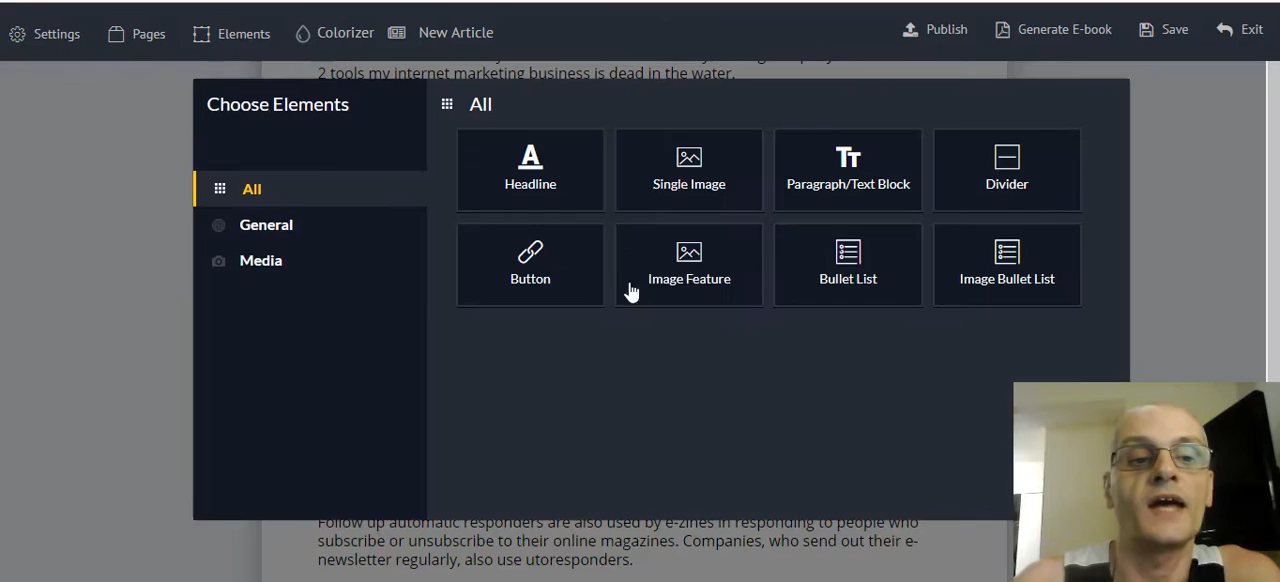 Settings Pages Elements Colorizer New Article Publish Generate E-book Save Exit
2 tools my internet marketing business is dead in the water.
Choose Elements
All
General
Media
All
Headline Single Image Paragraph/Text Block Divider
Button Image Feature Bullet List Image Bullet List
Follow up automatic responders are also used by e-zines in responding to people who
subscribe or unsubscribe to their online magazines. Companies, who send out their e-
newsletter regularly, also use utoresponders.